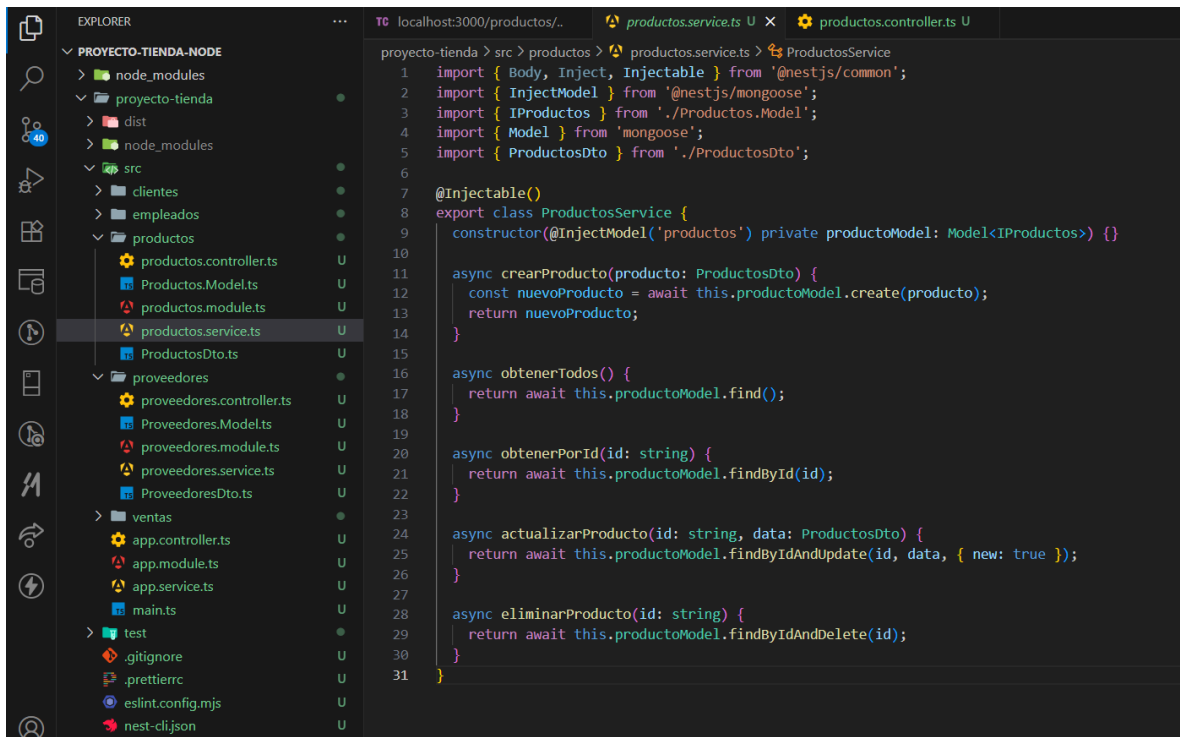 EXPLORER
PROYECTO-TIENDA-NODE
node_modules
proyecto-tienda
dist
node_modules
src
clientes
empleados
productos
productos.controller.ts U
Productos.Model.ts U
productos.module.ts U
productos.service.ts U
ProductosDto.ts U
proveedores
proveedores.controller.ts U
Proveedores.Model.ts U
proveedores.module.ts U
proveedores.service.ts U
ProveedoresDto.ts U
ventas
app.controller.ts U
app.module.ts U
app.service.ts U
main.ts U
test
.gitignore U
.prettierrc U
eslint.config.mjs U
nest-cli.json U
40
TC localhost:3000/productos/.. productos.service.ts U productos.controller.ts U
proyecto-tienda > src > productos > productos.service.ts > ProductosService
1 import { Body, Inject, Injectable } from '@nestjs/common';
2 import { InjectModel } from '@nestjs/mongoose';
3 import { IProductos } from './Productos.Model';
4 import { Model } from 'mongoose';
5 import { ProductosDto } from './ProductosDto';
6
7 @Injectable()
8 export class ProductosService {
9 constructor(@InjectModel('productos') private productoModel: Model<IProductos>) {}
10
11 async crearProducto(producto: ProductosDto) {
12 const nuevoProducto = await this.productoModel.create(producto);
13 return nuevoProducto;
14 }
15
16 async obtenerTodos() {
17 return await this.productoModel.find();
18 }
19
20 async obtenerPorId(id: string) {
21 return await this.productoModel.findById(id);
22 }
23
24 async actualizarProducto(id: string, data: ProductosDto) {
25 return await this.productoModel.findByIdAndUpdate(id, data, { new: true });
26 }
27
28 async eliminarProducto(id: string) {
29 return await this.productoModel.findByIdAndDelete(id);
30 }
31 }